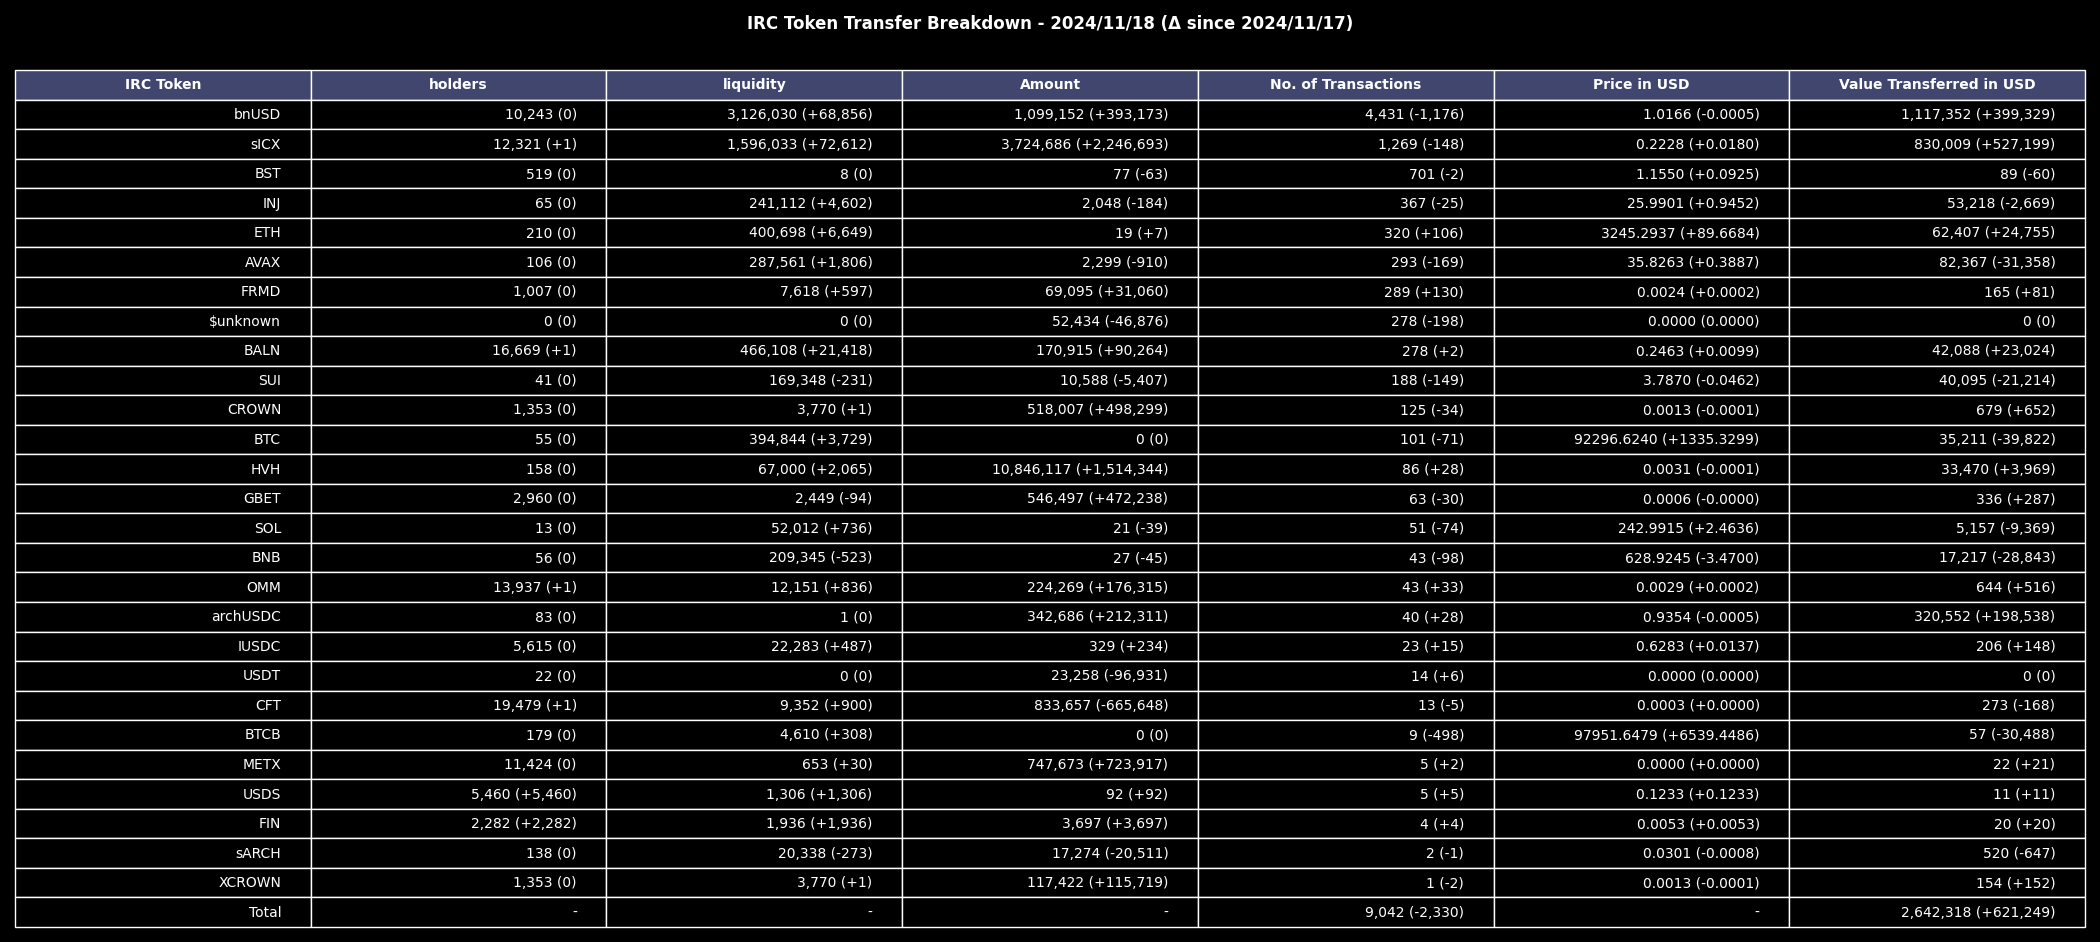 IRC Token Transfer Breakdown - 2024/11/18 (Δ since 2024/11/17)
IRC Token holders liquidity Amount No. of Transactions Price in USD Value Transferred in USD
bnUSD 10,243 (0) 3,126,030 (+68,856) 1,099,152 (+393,173) 4,431 (-1,176) 1.0166 (-0.0005) 1,117,352 (+399,329)
sICX 12,321 (+1) 1,596,033 (+72,612) 3,724,686 (+2,246,693) 1,269 (-148) 0.2228 (+0.0180) 830,009 (+527,199)
BST 519 (0) 8 (0) 77 (-63) 701 (-2) 1.1550 (+0.0925) 89 (-60)
INJ 65 (0) 241,112 (+4,602) 2,048 (-184) 367 (-25) 25.9901 (+0.9452) 53,218 (-2,669)
ETH 210 (0) 400,698 (+6,649) 19 (+7) 320 (+106) 3245.2937 (+89.6684) 62,407 (+24,755)
AVAX 106 (0) 287,561 (+1,806) 2,299 (-910) 293 (-169) 35.8263 (+0.3887) 82,367 (-31,358)
FRMD 1,007 (0) 7,618 (+597) 69,095 (+31,060) 289 (+130) 0.0024 (+0.0002) 165 (+81)
$unknown 0 (0) 0 (0) 52,434 (-46,876) 278 (-198) 0.0000 (0.0000) 0 (0)
BALN 16,669 (+1) 466,108 (+21,418) 170,915 (+90,264) 278 (+2) 0.2463 (+0.0099) 42,088 (+23,024)
SUI 41 (0) 169,348 (-231) 10,588 (-5,407) 188 (-149) 3.7870 (-0.0462) 40,095 (-21,214)
CROWN 1,353 (0) 3,770 (+1) 518,007 (+498,299) 125 (-34) 0.0013 (-0.0001) 679 (+652)
BTC 55 (0) 394,844 (+3,729) 0 (0) 101 (-71) 92296.6240 (+1335.3299) 35,211 (-39,822)
HVH 158 (0) 67,000 (+2,065) 10,846,117 (+1,514,344) 86 (+28) 0.0031 (-0.0001) 33,470 (+3,969)
GBET 2,960 (0) 2,449 (-94) 546,497 (+472,238) 63 (-30) 0.0006 (-0.0000) 336 (+287)
SOL 13 (0) 52,012 (+736) 21 (-39) 51 (-74) 242.9915 (+2.4636) 5,157 (-9,369)
BNB 56 (0) 209,345 (-523) 27 (-45) 43 (-98) 628.9245 (-3.4700) 17,217 (-28,843)
OMM 13,937 (+1) 12,151 (+836) 224,269 (+176,315) 43 (+33) 0.0029 (+0.0002) 644 (+516)
archUSDC 83 (0) 1 (0) 342,686 (+212,311) 40 (+28) 0.9354 (-0.0005) 320,552 (+198,538)
IUSDC 5,615 (0) 22,283 (+487) 329 (+234) 23 (+15) 0.6283 (+0.0137) 206 (+148)
USDT 22 (0) 0 (0) 23,258 (-96,931) 14 (+6) 0.0000 (0.0000) 0 (0)
CFT 19,479 (+1) 9,352 (+900) 833,657 (-665,648) 13 (-5) 0.0003 (+0.0000) 273 (-168)
BTCB 179 (0) 4,610 (+308) 0 (0) 9 (-498) 97951.6479 (+6539.4486) 57 (-30,488)
METX 11,424 (0) 653 (+30) 747,673 (+723,917) 5 (+2) 0.0000 (+0.0000) 22 (+21)
USDS 5,460 (+5,460) 1,306 (+1,306) 92 (+92) 5 (+5) 0.1233 (+0.1233) 11 (+11)
FIN 2,282 (+2,282) 1,936 (+1,936) 3,697 (+3,697) 4 (+4) 0.0053 (+0.0053) 20 (+20)
sARCH 138 (0) 20,338 (-273) 17,274 (-20,511) 2 (-1) 0.0301 (-0.0008) 520 (-647)
XCROWN 1,353 (0) 3,770 (+1) 117,422 (+115,719) 1 (-2) 0.0013 (-0.0001) 154 (+152)
Total - - - 9,042 (-2,330) - 2,642,318 (+621,249)